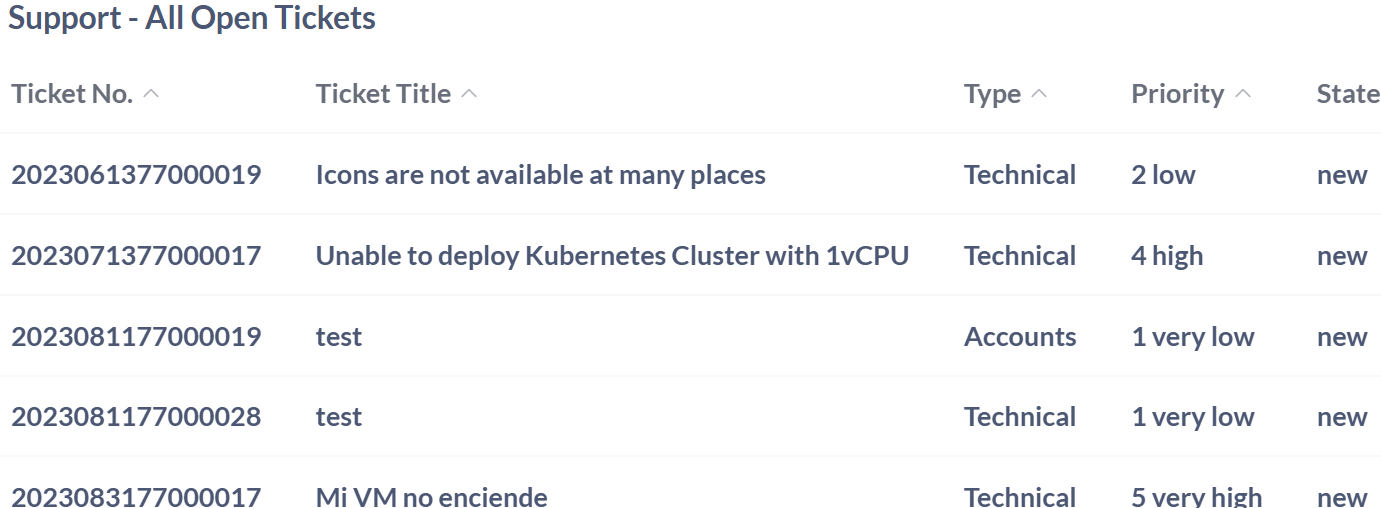 Support - All Open Tickets
Ticket No. Ticket Title Type Priority State
2023061377000019 Icons are not available at many places Technical 2 low new
2023071377000017 Unable to deploy Kubernetes Cluster with 1vCPU Technical 4 high new
2023081177000019 test Accounts 1 very low new
2023081177000028 test Technical 1 very low new
2023083177000017 Mi VM no enciende Technical 5 very high new